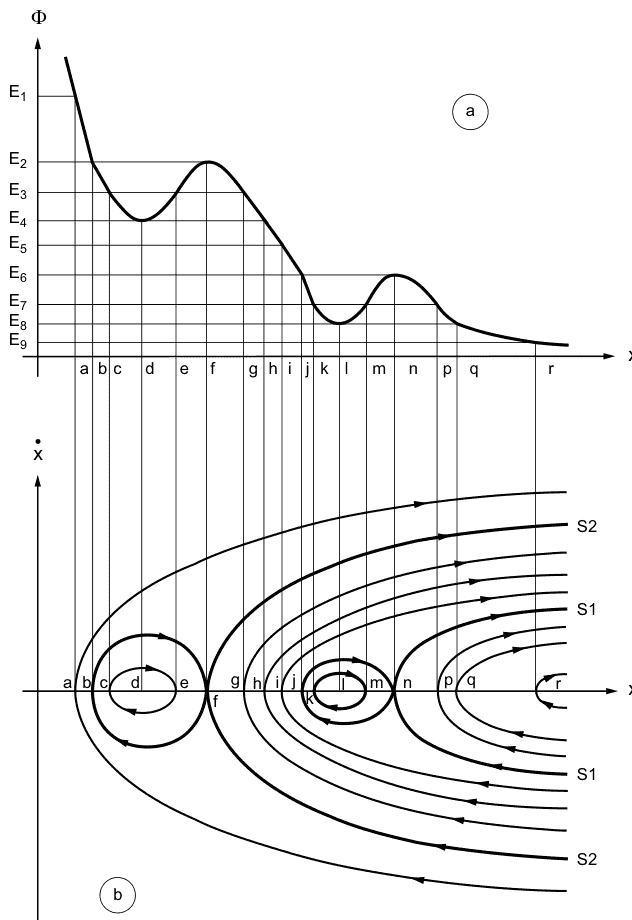 Φ
E1
a
E2
E3
E4
E5
E6
E7
E8
E9
x
a b c d e f g h i j k l m n p q r
ẋ
S2
S1
a b c d e f g h i j k l m n p q r
x
S1
S2
b